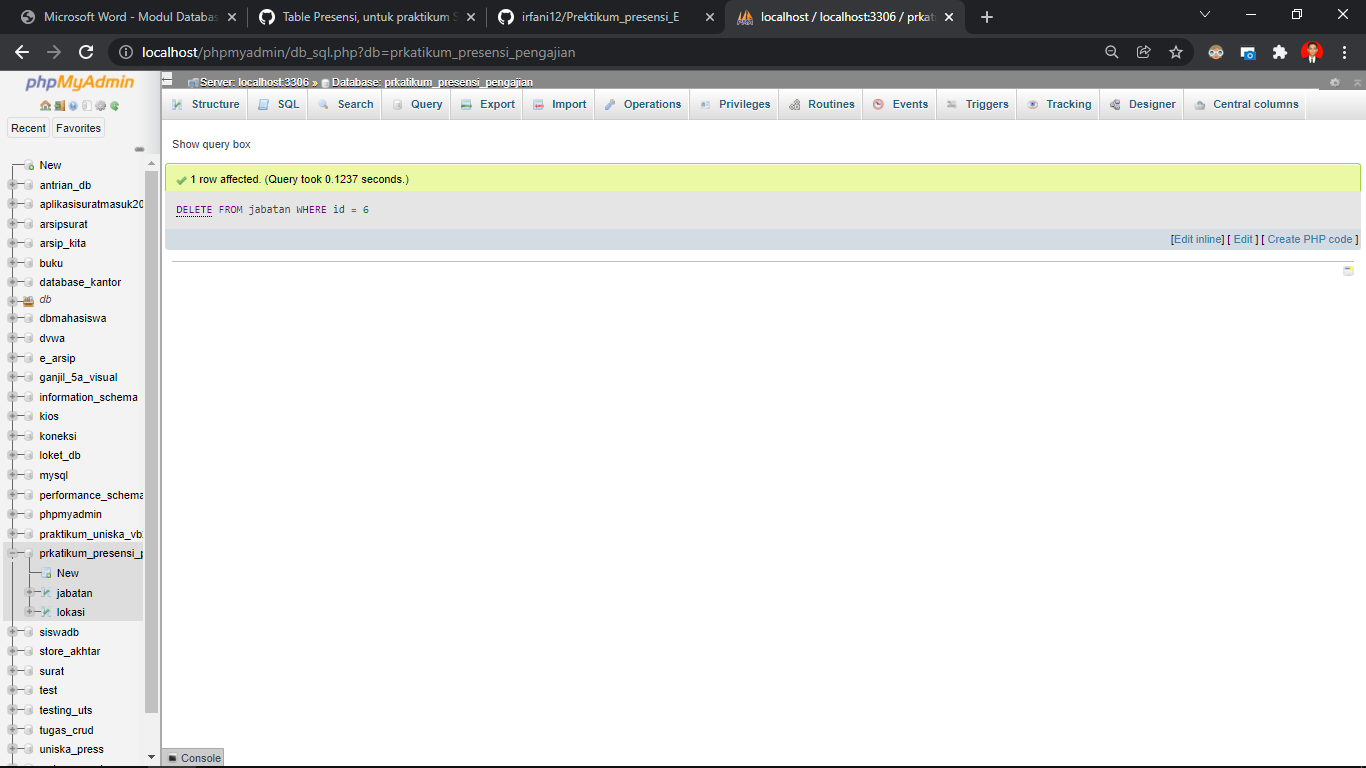 Microsoft Word - Modul Databas
Table Presensi, untuk praktikum S
irfani12/Prektikum_presensi_E
localhost / localhost:3306 / prkati
localhost/phpmyadmin/db_sql.php?db=prkatikum_presensi_pengajian
phpMyAdmin
Recent
Favorites
New
antrian_db
aplikasisuratmasuk20
arsipsurat
arsip_kita
buku
database_kantor
db
dbmahasiswa
dvwa
e_arsip
ganjil_5a_visual
information_schema
kios
koneksi
loket_db
mysql
performance_schema
phpmyadmin
praktikum_uniska_vb
prkatikum_presensi_p
New
jabatan
lokasi
siswadb
store_akhtar
surat
test
testing_uts
tugas_crud
uniska_press
Server: localhost:3306 » Database: prkatikum_presensi_pengajian
Structure SQL Search Query Export Import Operations Privileges Routines Events Triggers Tracking Designer Central columns
Show query box
1 row affected. (Query took 0.1237 seconds.)
DELETE FROM jabatan WHERE id = 6
[Edit inline] [ Edit ] [ Create PHP code ]
Console